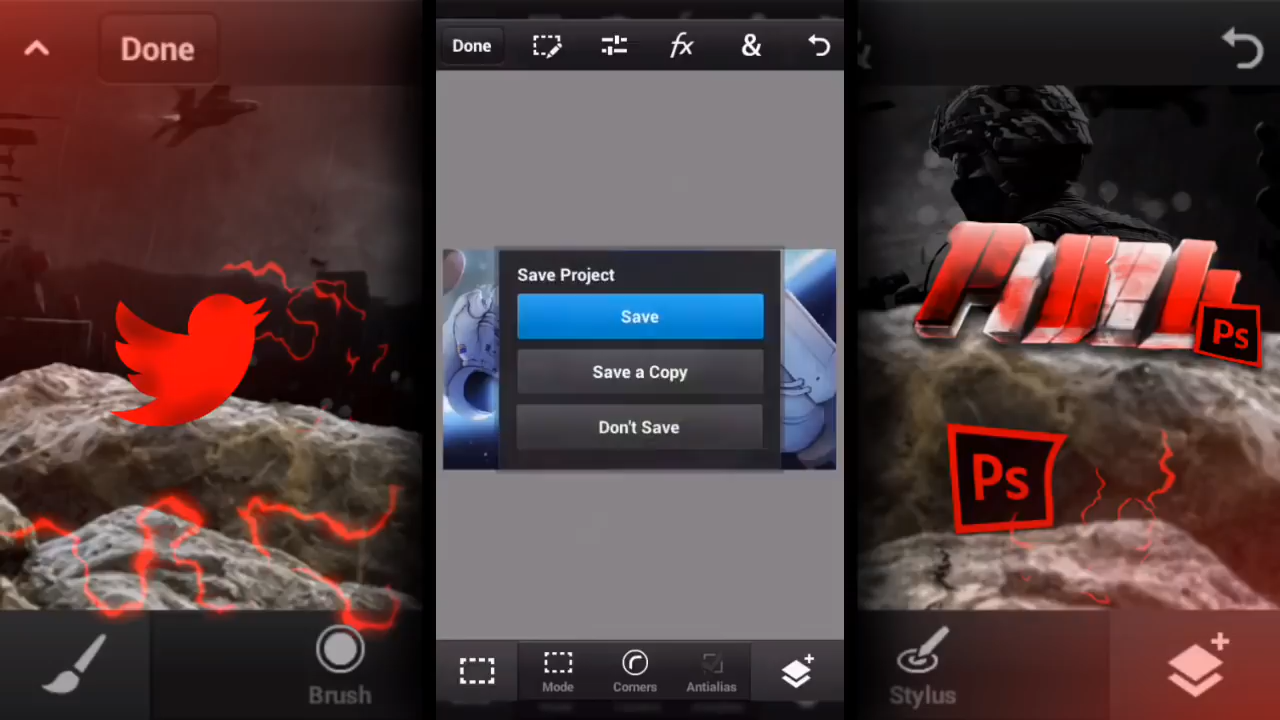 Done
Done
fx
&
Save Project
Save
Save a Copy
Don't Save
Ps
Ps
Brush
Mode
Corners
Antialias
Stylus